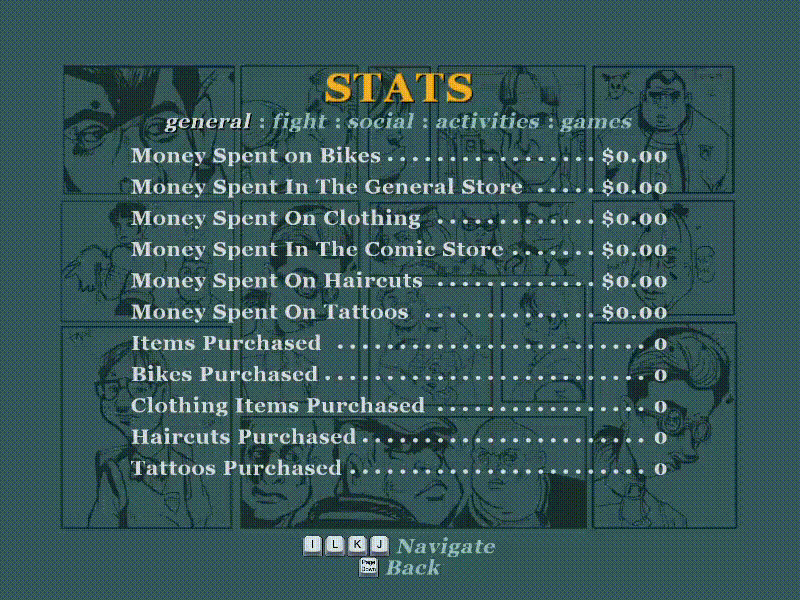 STATS
general : fight : social : activities : games
Money Spent on Bikes ................. $0.00
Money Spent In The General Store ..... $0.00
Money Spent On Clothing ............. $0.00
Money Spent In The Comic Store ....... $0.00
Money Spent On Haircuts ............. $0.00
Money Spent On Tattoos .............. $0.00
Items Purchased ......................... 0
Bikes Purchased .......................... 0
Clothing Items Purchased ................. 0
Haircuts Purchased ....................... 0
Tattoos Purchased ........................ 0
I L K J Navigate
Page Down Back